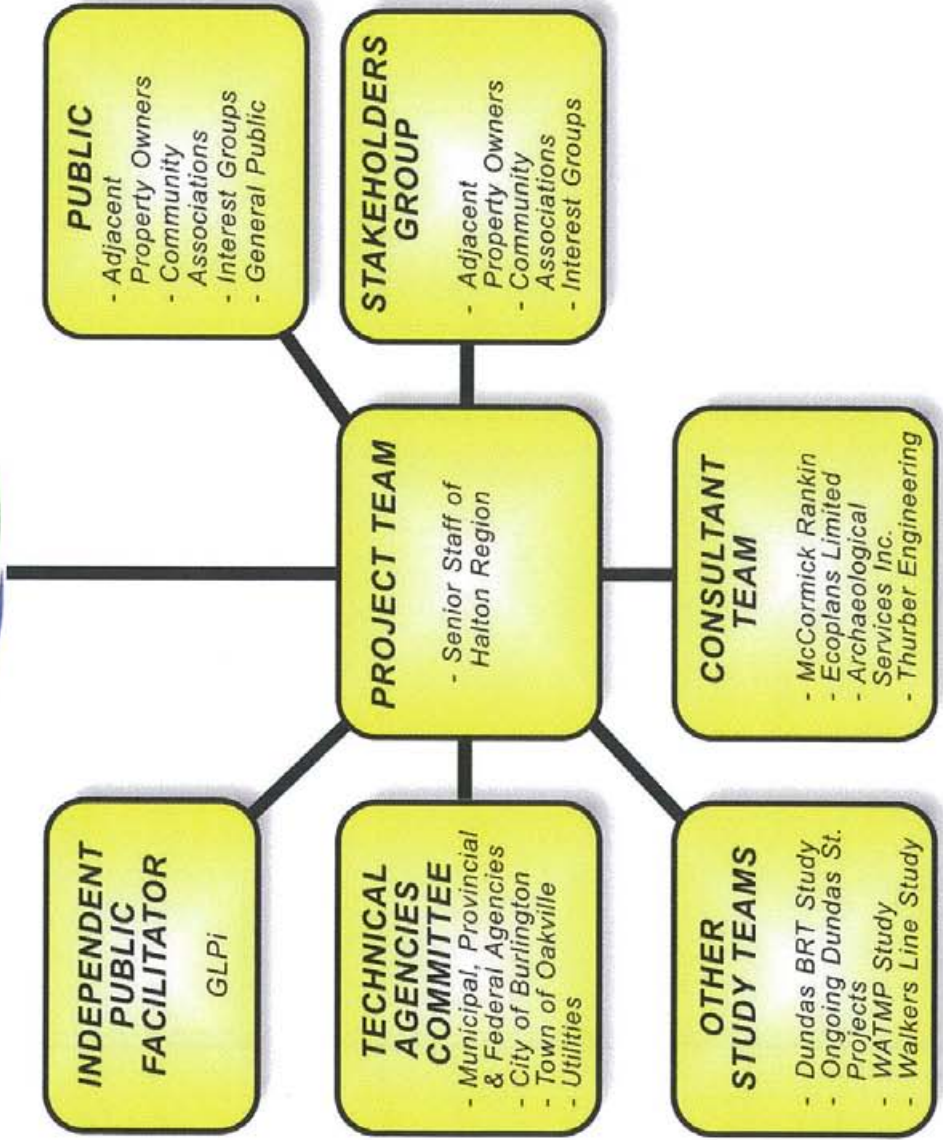 INDEPENDENT
PUBLIC
FACILITATOR
GLPi
PUBLIC
- Adjacent
Property Owners
- Community
Associations
- Interest Groups
- General Public
TECHNICAL
AGENCIES
COMMITTEE
- Municipal, Provincial
& Federal Agencies
- City of Burlington
- Town of Oakville
- Utilities
PROJECT TEAM
- Senior Staff of
Halton Region
STAKEHOLDERS
GROUP
- Adjacent
Property Owners
- Community
Associations
- Interest Groups
OTHER
STUDY TEAMS
- Dundas BRT Study
- Ongoing Dundas St.
Projects
- WATMP Study
- Walkers Line Study
CONSULTANT
TEAM
- McCormick Rankin
- Ecoplans Limited
- Archaeological
Services Inc.
- Thurber Engineering